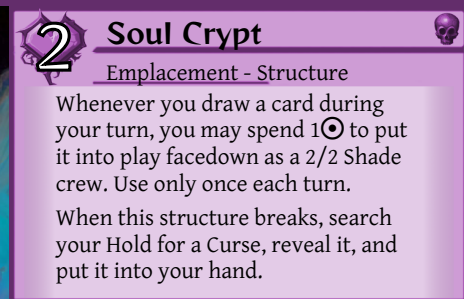 2 Soul Crypt
Emplacement - Structure
Whenever you draw a card during
your turn, you may spend 1⦿ to put
it into play facedown as a 2/2 Shade
crew. Use only once each turn.
When this structure breaks, search
your Hold for a Curse, reveal it, and
put it into your hand.